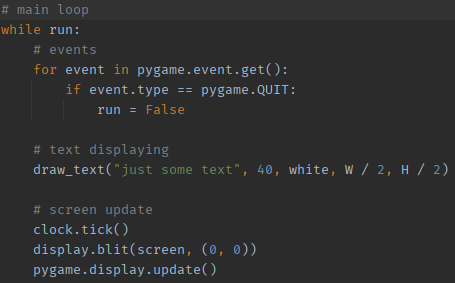 # main loop
while run:
    # events
    for event in pygame.event.get():
        if event.type == pygame.QUIT:
            run = False

    # text displaying
    draw_text("just some text", 40, white, W / 2, H / 2)

    # screen update
    clock.tick()
    display.blit(screen, (0, 0))
    pygame.display.update()